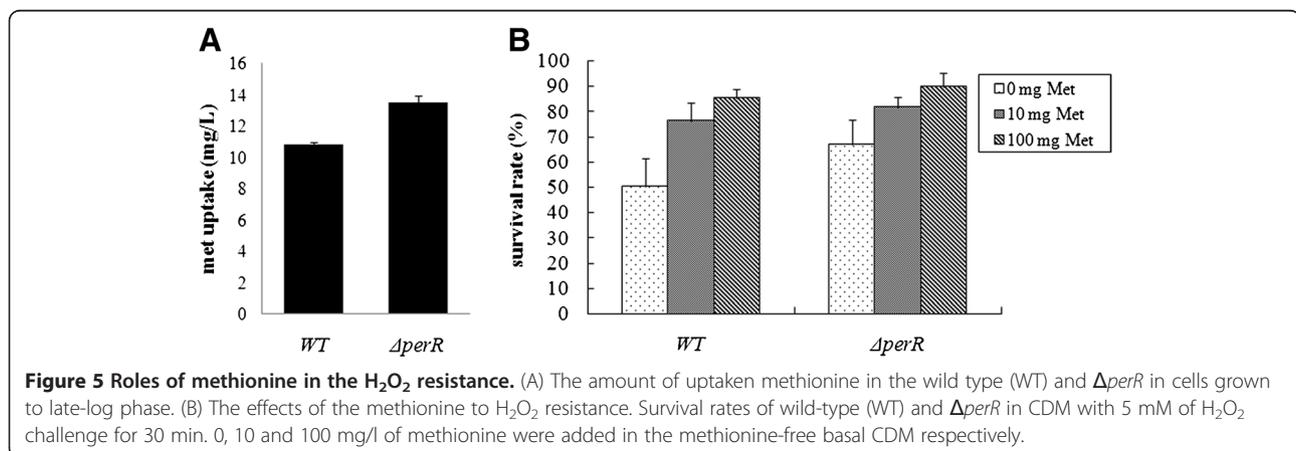 A
B
met uptake (mg/L)
16
14
12
10
8
6
4
2
0
WT
ΔperR
survival rate (%)
100
90
80
70
60
50
40
30
20
10
0
WT
ΔperR
0 mg Met
10 mg Met
100 mg Met
Figure 5 Roles of methionine in the H₂O₂ resistance. (A) The amount of uptaken methionine in the wild type (WT) and ΔperR in cells grown
to late-log phase. (B) The effects of the methionine to H₂O₂ resistance. Survival rates of wild-type (WT) and ΔperR in CDM with 5 mM of H₂O₂
challenge for 30 min. 0, 10 and 100 mg/l of methionine were added in the methionine-free basal CDM respectively.